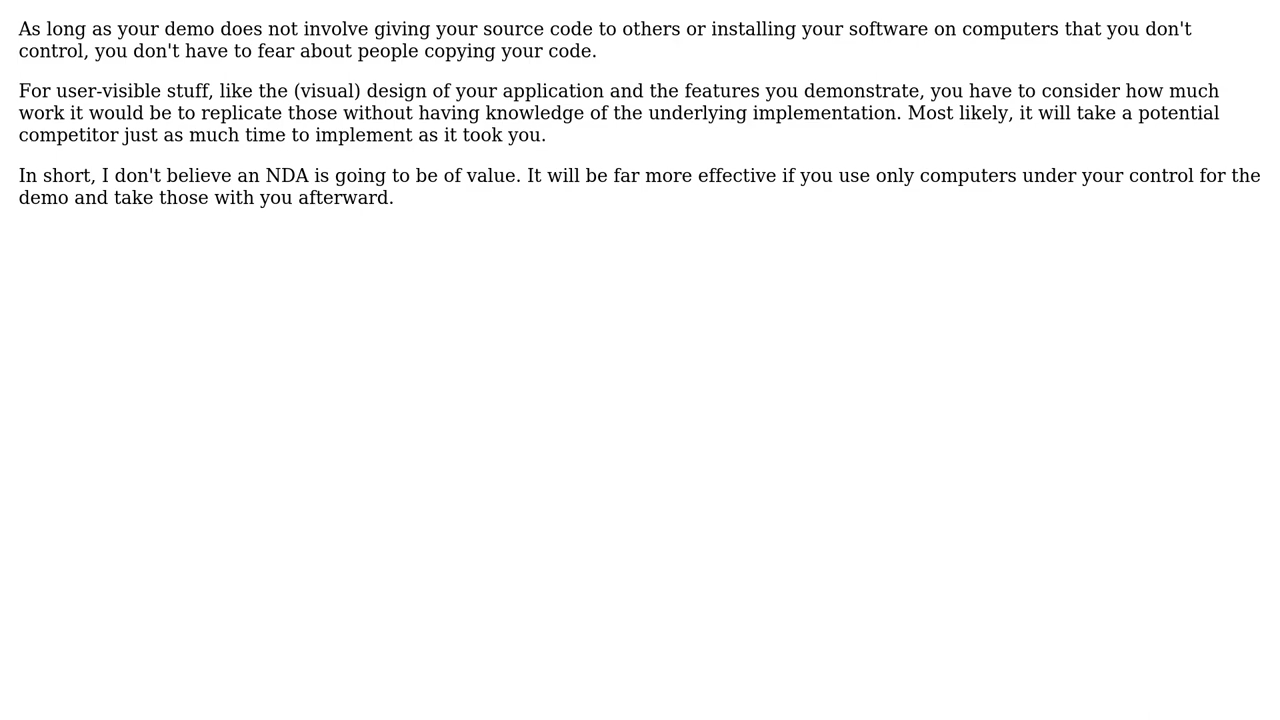 As long as your demo does not involve giving your source code to others or installing your software on computers that you don't
control, you don't have to fear about people copying your code.
For user-visible stuff, like the (visual) design of your application and the features you demonstrate, you have to consider how much
work it would be to replicate those without having knowledge of the underlying implementation. Most likely, it will take a potential
competitor just as much time to implement as it took you.
In short, I don't believe an NDA is going to be of value. It will be far more effective if you use only computers under your control for the
demo and take those with you afterward.